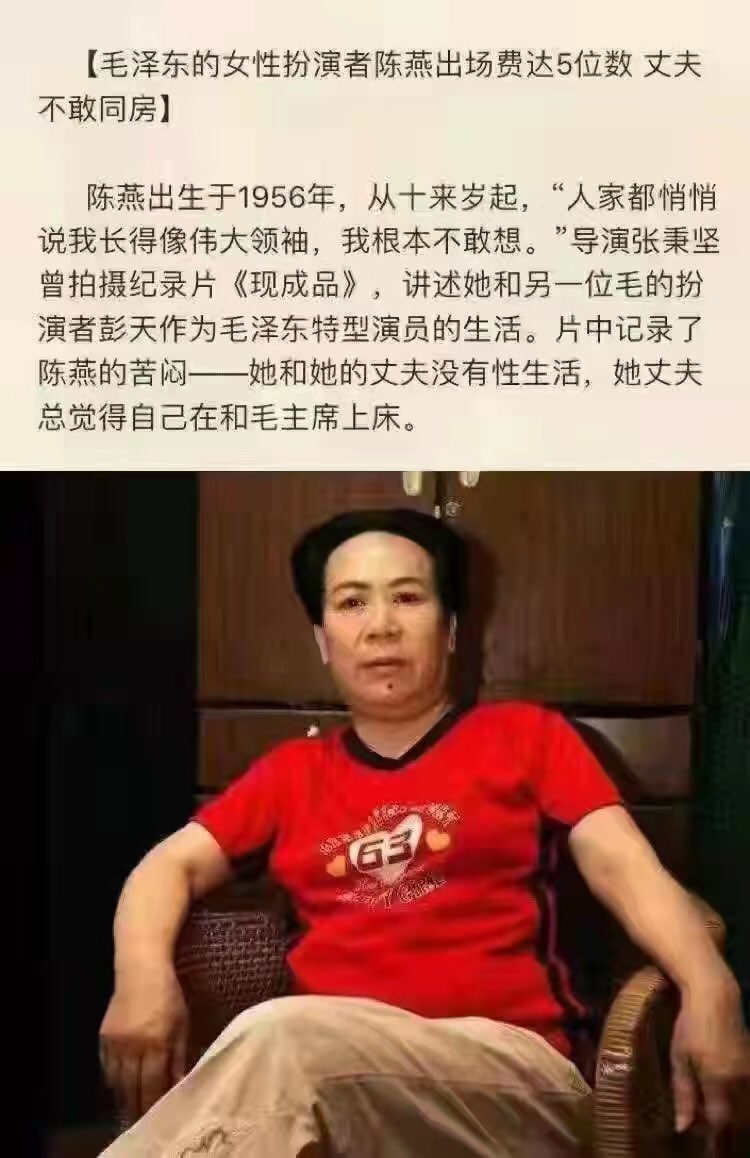 【毛泽东的女性扮演者陈燕出场费达5位数 丈夫
不敢同房】
陈燕出生于1956年，从十来岁起，“人家都悄悄
说我长得像伟大领袖，我根本不敢想。”导演张秉坚
曾拍摄纪录片《现成品》，讲述她和另一位毛的扮
演者彭天作为毛泽东特型演员的生活。片中记录了
陈燕的苦闷——她和她的丈夫没有性生活，她丈夫
总觉得自己在和毛主席上床。
63